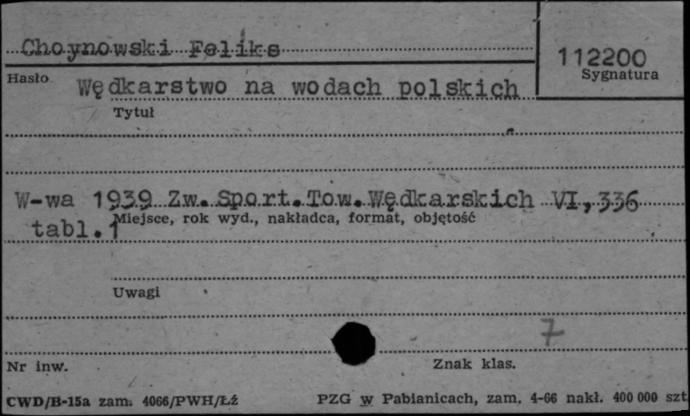 Choynowski Feliks
112200
Hasło
Sygnatura
Wędkarstwo na wodach polskich
Tytuł
W-wa 1939 Zw.Sport.Tow.Wędkarskich VI,336
Miejsce, rok wyd., nakładca, format, objętość
tabl.1
Uwagi
7
Nr inw.
Znak klas.
CWD/B-15a zam. 4066/PWH/Łź
PZG w Pabianicach, zam. 4-66 nakł. 400 000 szt